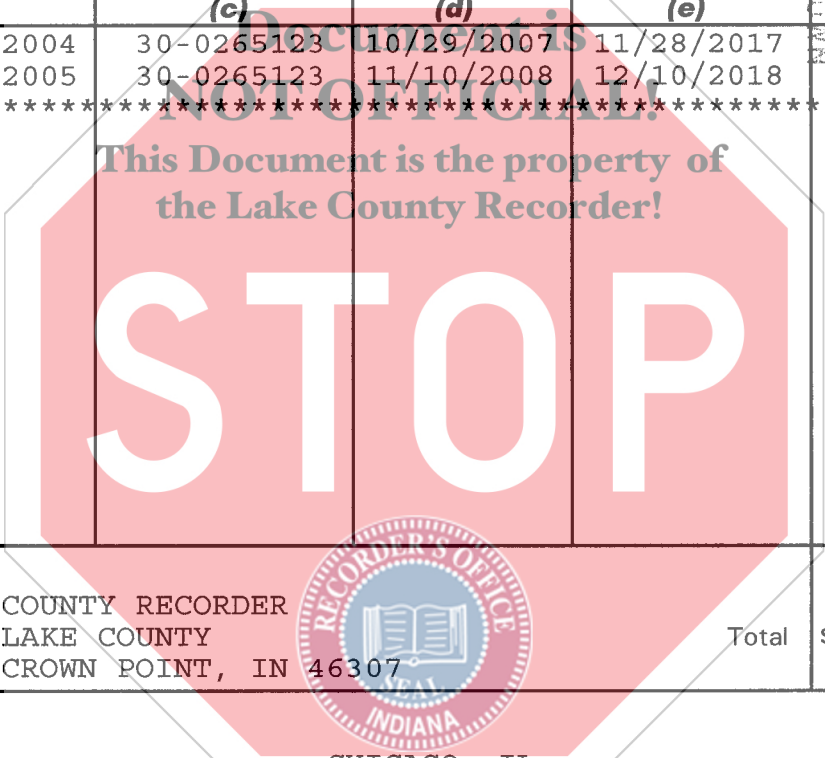 (c) (d) (e)
Document is
2004 30-0265123 10/29/2007 11/28/2017
2005 30-0265123 11/10/2008 12/10/2018
NOT OFFICIAL!
*************************************************************
This Document is the property of
the Lake County Recorder!
STOP
RECORDER'S OFFICE
SEAL
INDIANA
COUNTY RECORDER
LAKE COUNTY
CROWN POINT, IN 46307
Total